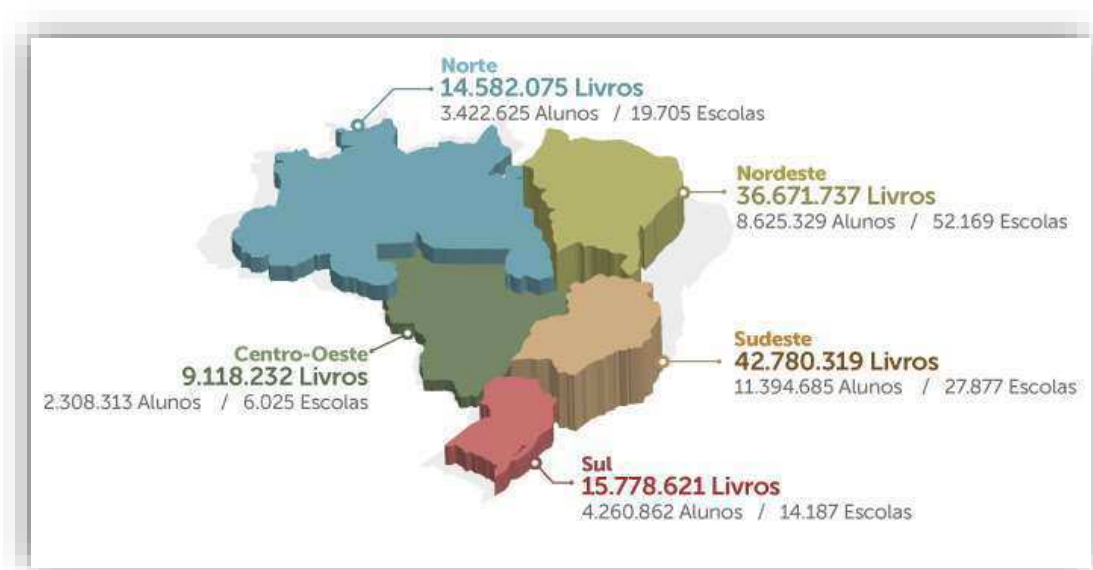 Norte
14.582.075 Livros
3.422.625 Alunos / 19.705 Escolas
Nordeste
36.671.737 Livros
8.625.329 Alunos / 52.169 Escolas
Sudeste
42.780.319 Livros
11.394.685 Alunos / 27.877 Escolas
Centro-Oeste
9.118.232 Livros
2.308.313 Alunos / 6.025 Escolas
Sul
15.778.621 Livros
4.260.862 Alunos / 14.187 Escolas